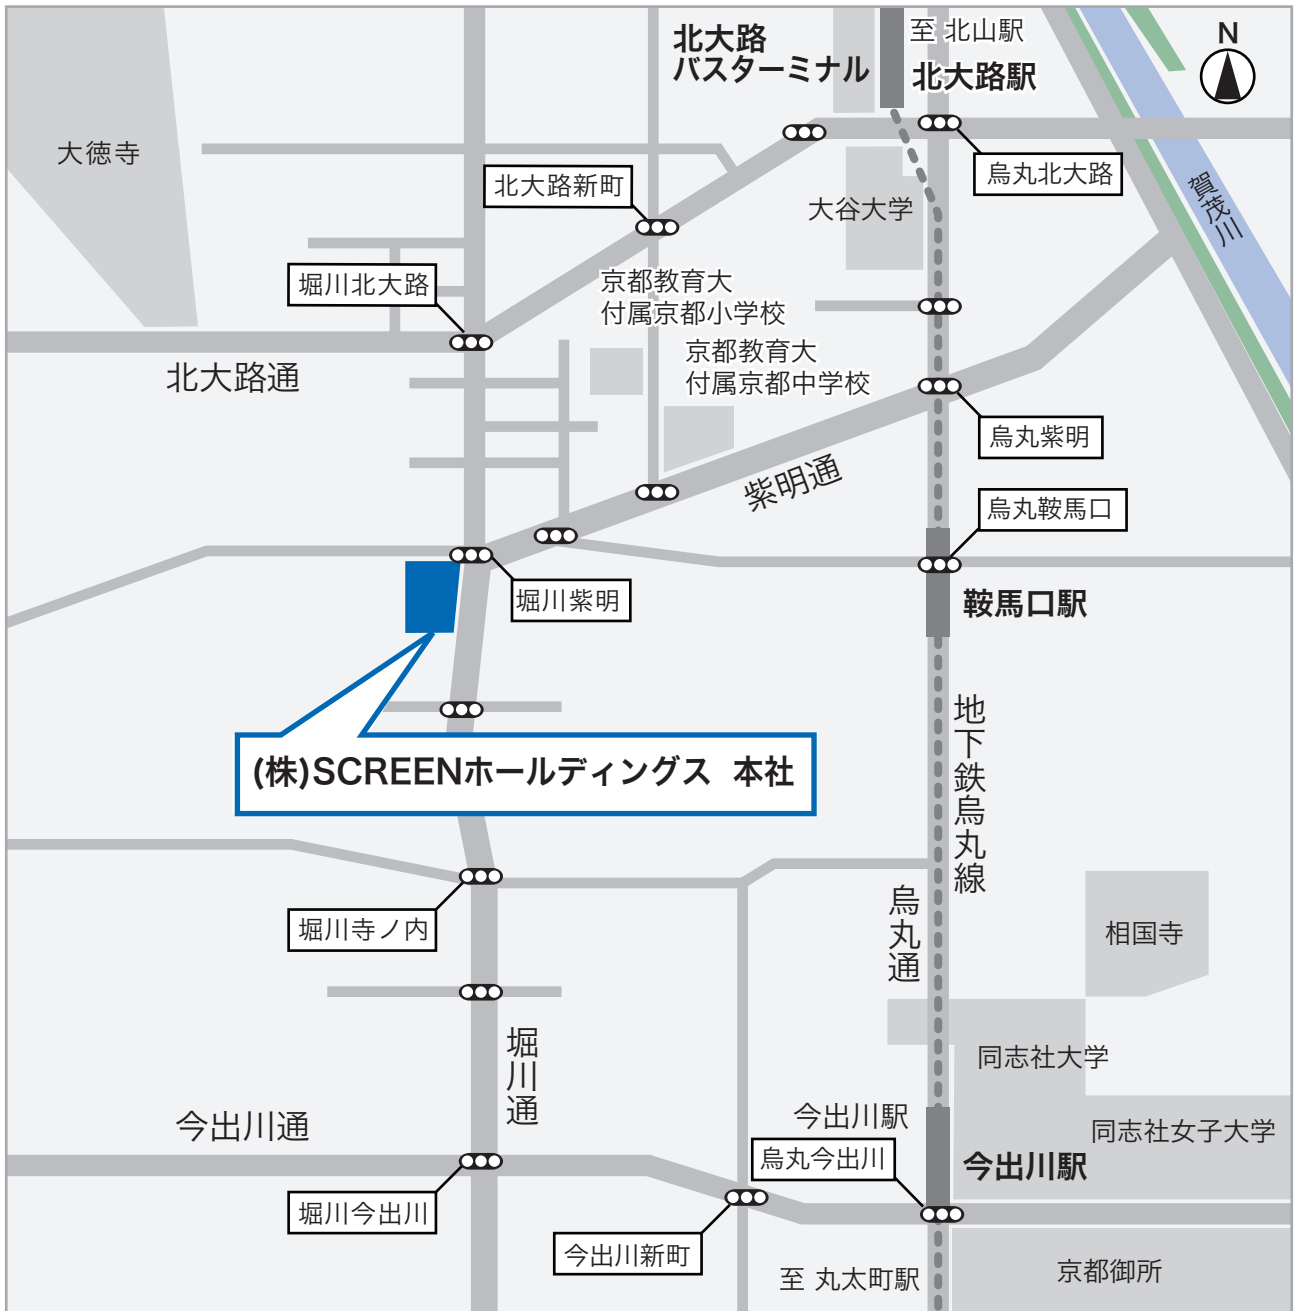 北大路
バスターミナル
至 北山駅
北大路駅
N
大徳寺
北大路新町
烏丸北大路
賀茂川
大谷大学
堀川北大路
京都教育大
付属京都小学校
京都教育大
付属京都中学校
北大路通
烏丸紫明
紫明通
烏丸鞍馬口
堀川紫明
鞍馬口駅
地下鉄烏丸線
(株)SCREENホールディングス 本社
烏丸通
堀川寺ノ内
相国寺
堀川通
同志社大学
今出川通
今出川駅
同志社女子大学
烏丸今出川
今出川駅
堀川今出川
今出川新町
至 丸太町駅
京都御所